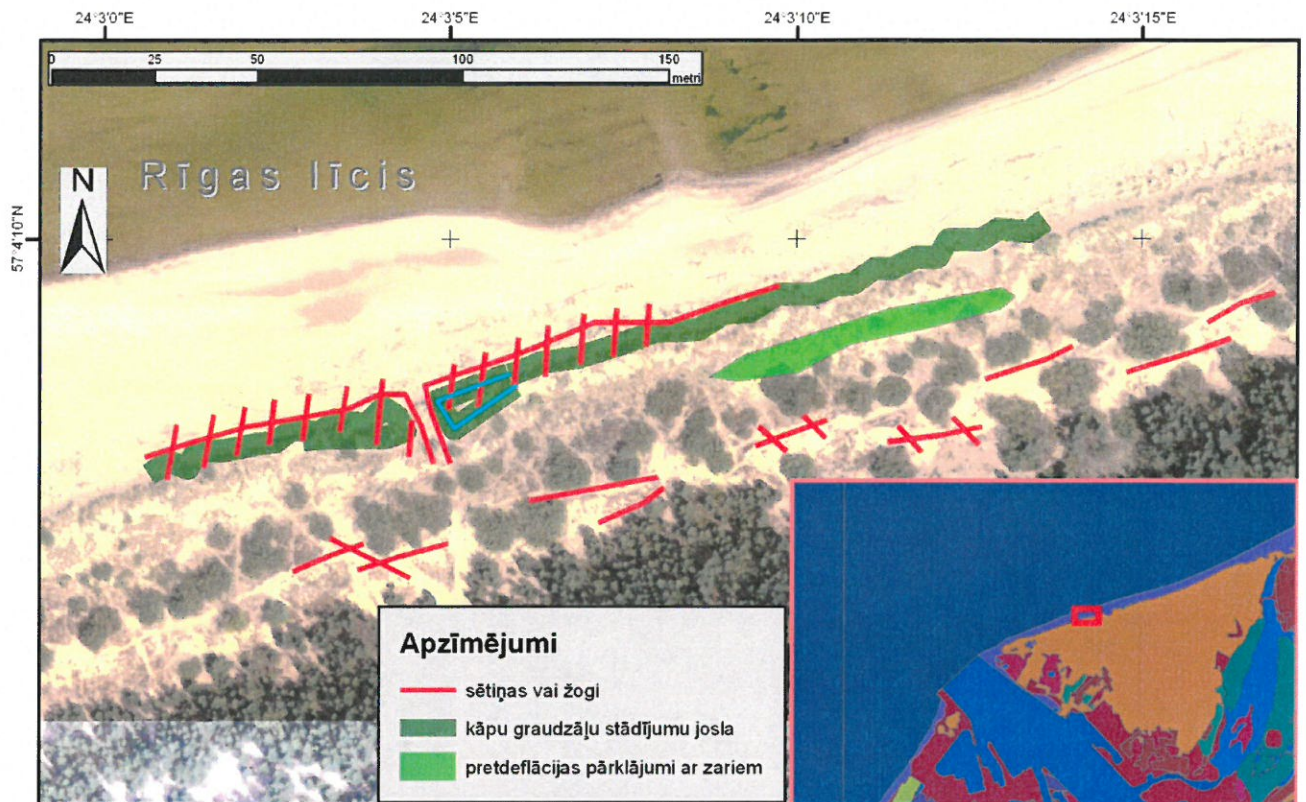 24°3'0"E 24°3'5"E 24°3'10"E 24°3'15"E
0 25 50 100 150
metri
Rīgas līcis
N
57°4'10"N
Apzīmējumi
sētiņas vai žogi
kāpu graudzāļu stādījumu josla
pretdeflācijas pārklājumi ar zariem